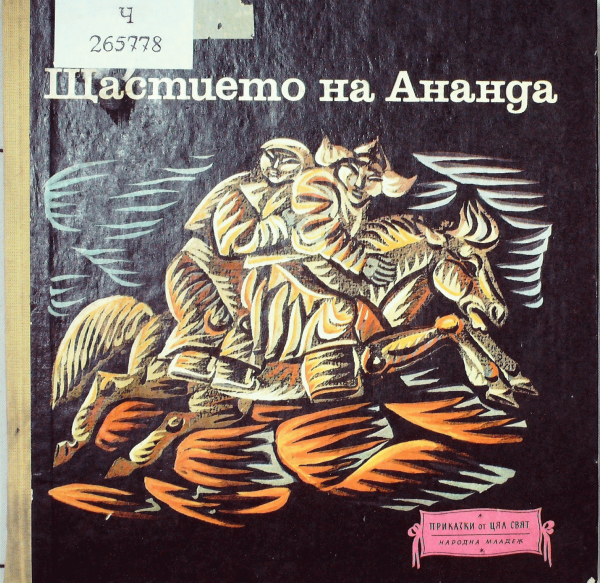 Ч
265778
Щастието на Ананда
ПРИКАЗКИ от ЦЯЛ СВЯТ
НАРОДНА МЛАДЕЖ